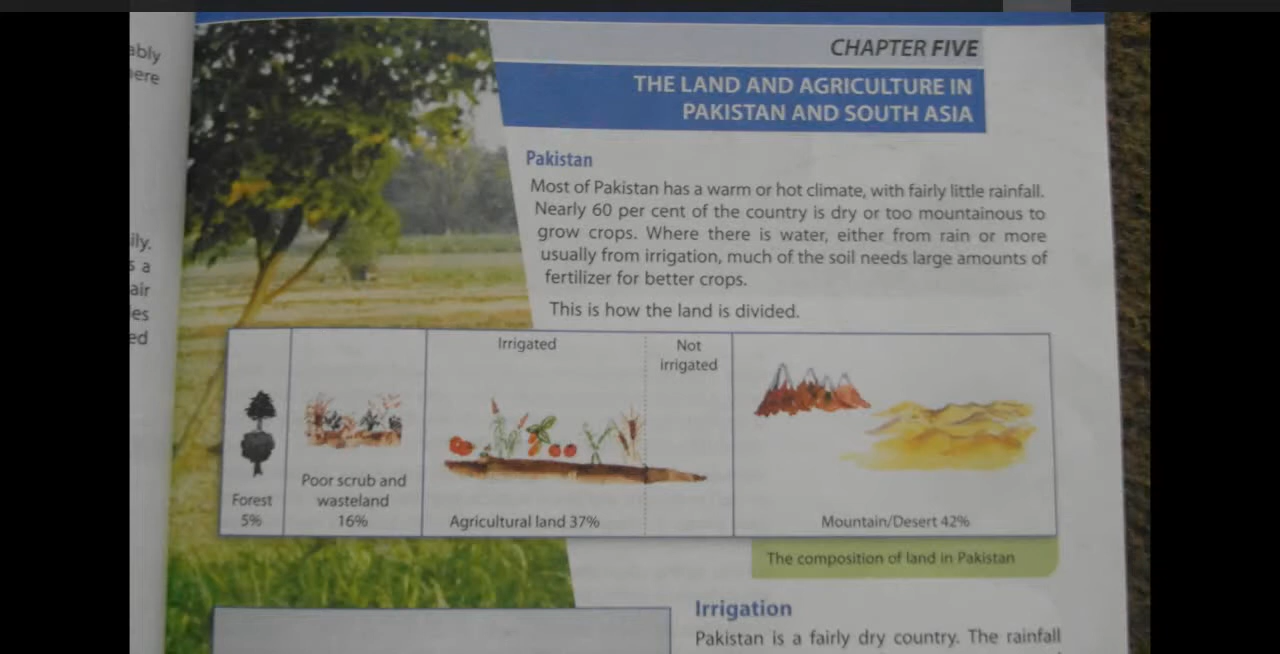 ably
here
ily,
s a
air
ies
ed
CHAPTER FIVE
THE LAND AND AGRICULTURE IN
PAKISTAN AND SOUTH ASIA
Pakistan
Most of Pakistan has a warm or hot climate, with fairly little rainfall.
Nearly 60 per cent of the country is dry or too mountainous to
grow crops. Where there is water, either from rain or more
usually from irrigation, much of the soil needs large amounts of
fertilizer for better crops.
This is how the land is divided.
Forest
5%
Poor scrub and
wasteland
16%
Irrigated
Not
irrigated
Agricultural land 37%
Mountain/Desert 42%
The composition of land in Pakistan
Irrigation
Pakistan is a fairly dry country. The rainfall